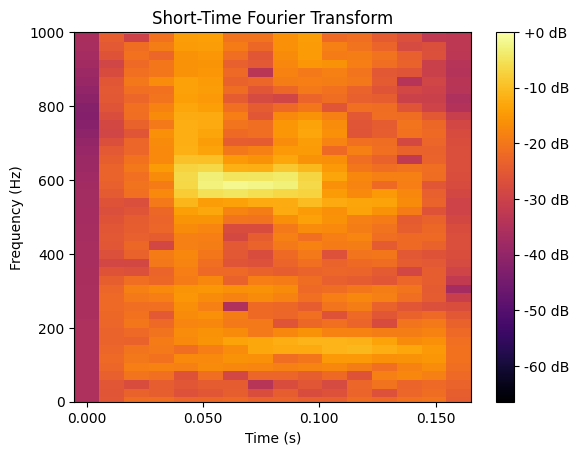 Short-Time Fourier Transform
1000
800
600
400
200
0
Frequency (Hz)
0.000
0.050
0.100
0.150
Time (s)
+0 dB
-10 dB
-20 dB
-30 dB
-40 dB
-50 dB
-60 dB